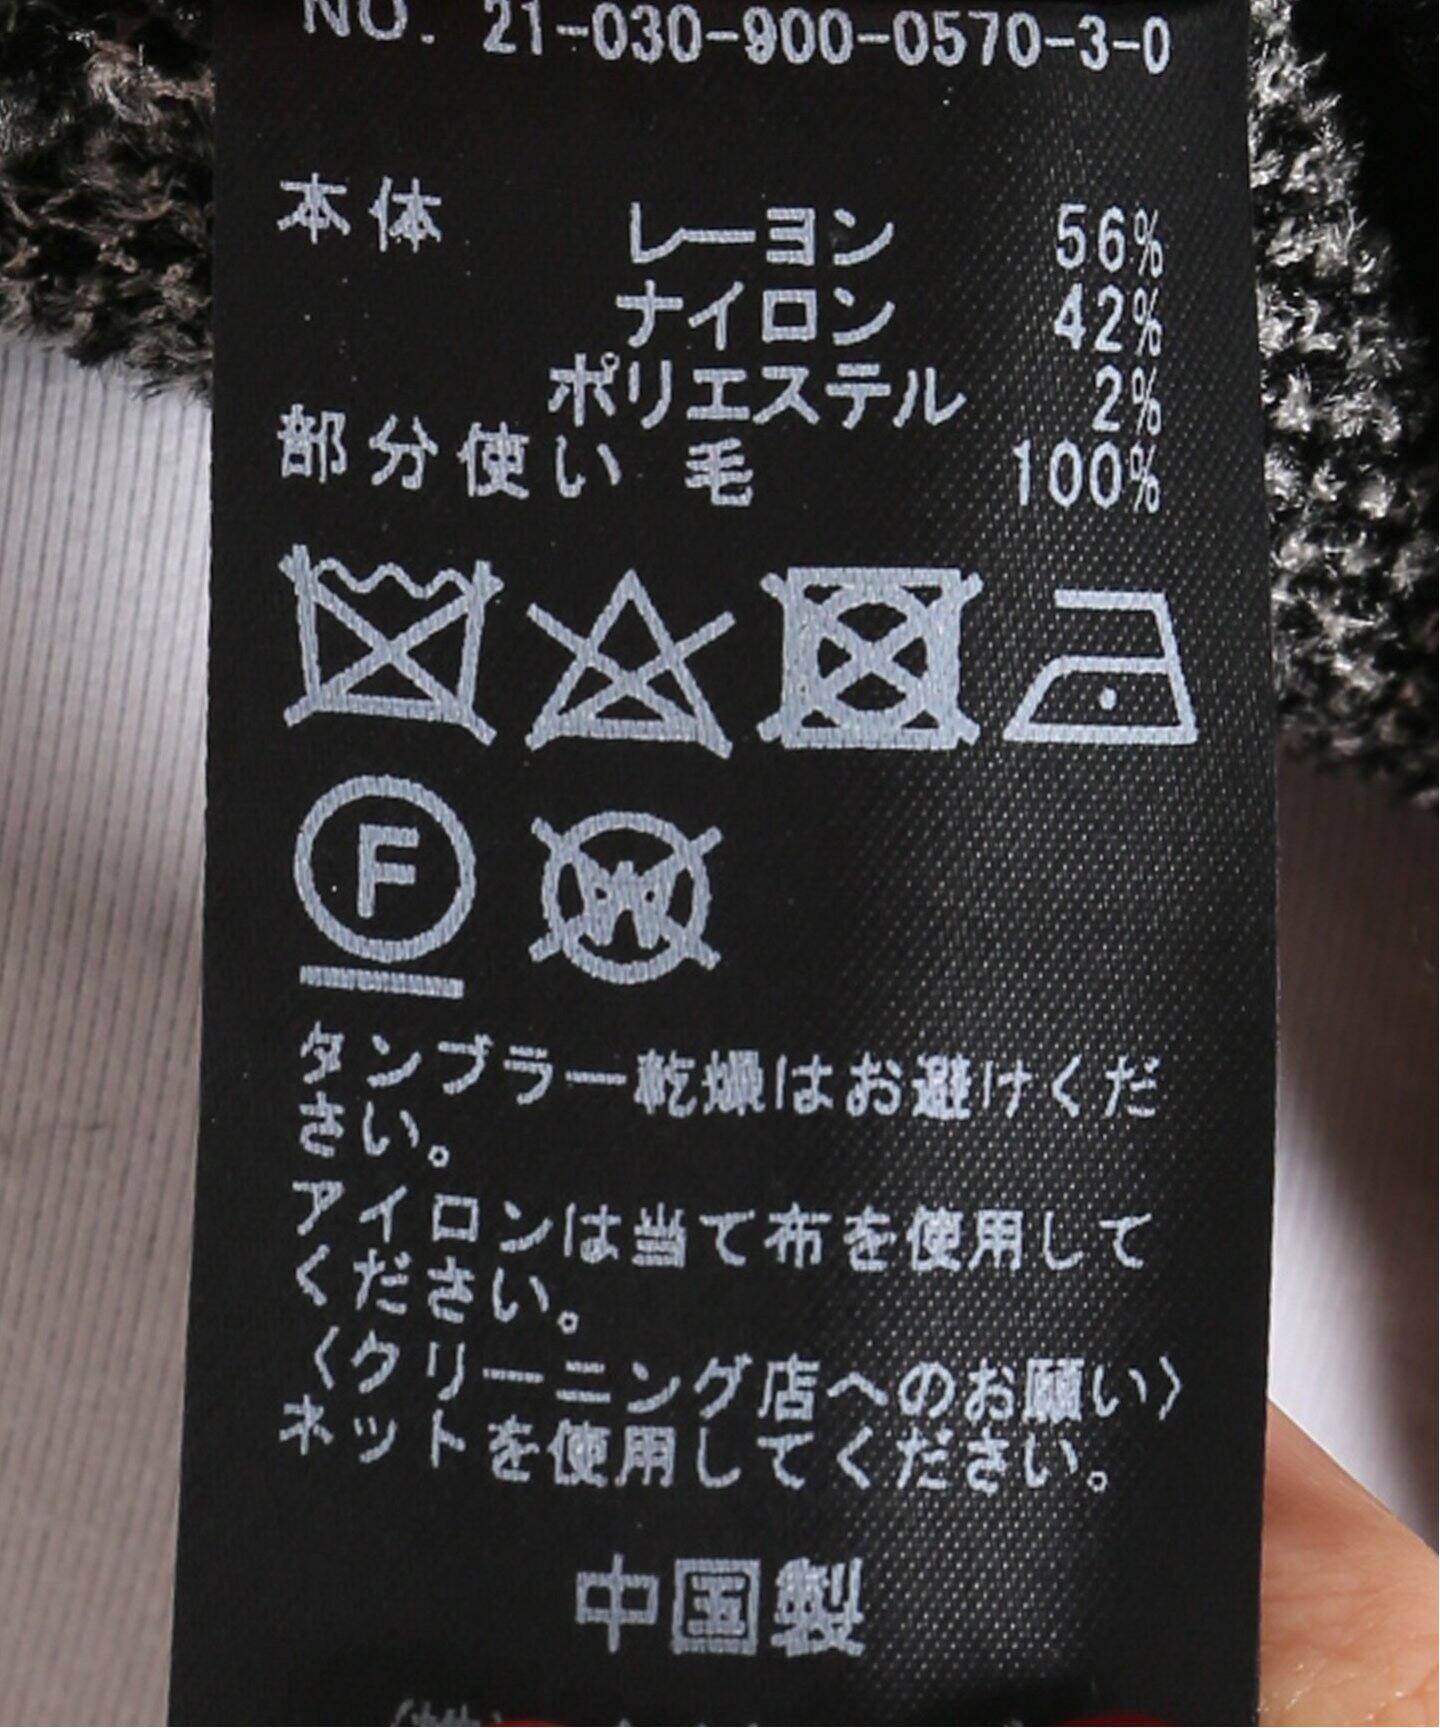 NO. 21-030-900-0570-3-0
本体 レーヨン 56%
ナイロン 42%
ポリエステル 2%
部分使い 毛 100%
F W
タンブラー乾燥はお避けくだ
さい。
アイロンは当て布を使用して
ください。
〈クリーニング店へのお願い〉
ネットを使用してください。
中国製